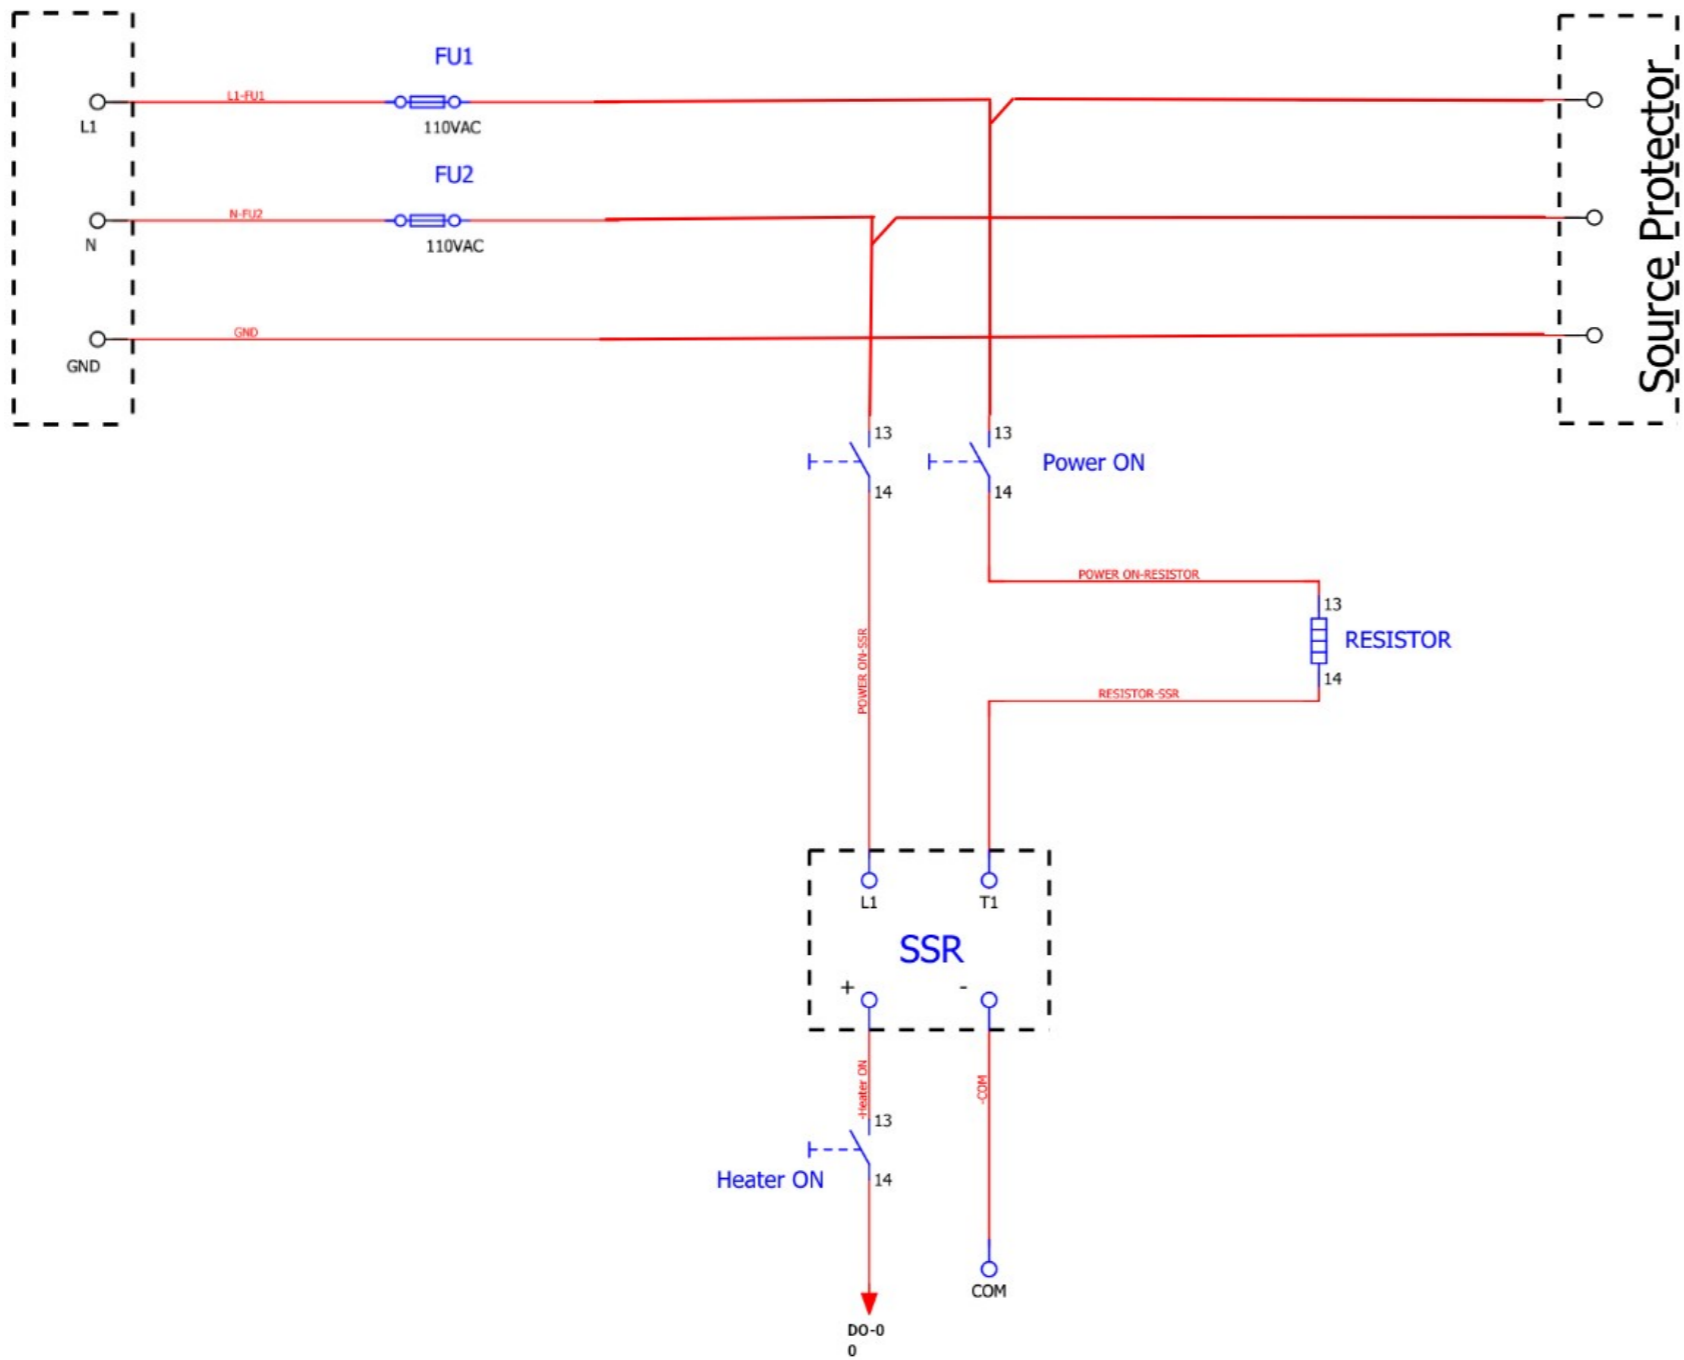 FU1
L1-FU1
L1
110VAC
FU2
N-FU2
N
110VAC
GND
GND
Source Protector
13
13
Power ON
14
14
POWER ON-RESISTOR
13
RESISTOR
14
POWER ON-SSR
RESISTOR-SSR
L1
T1
SSR
+
-
-Heater ON
-COM
13
14
Heater ON
COM
DO-0
0